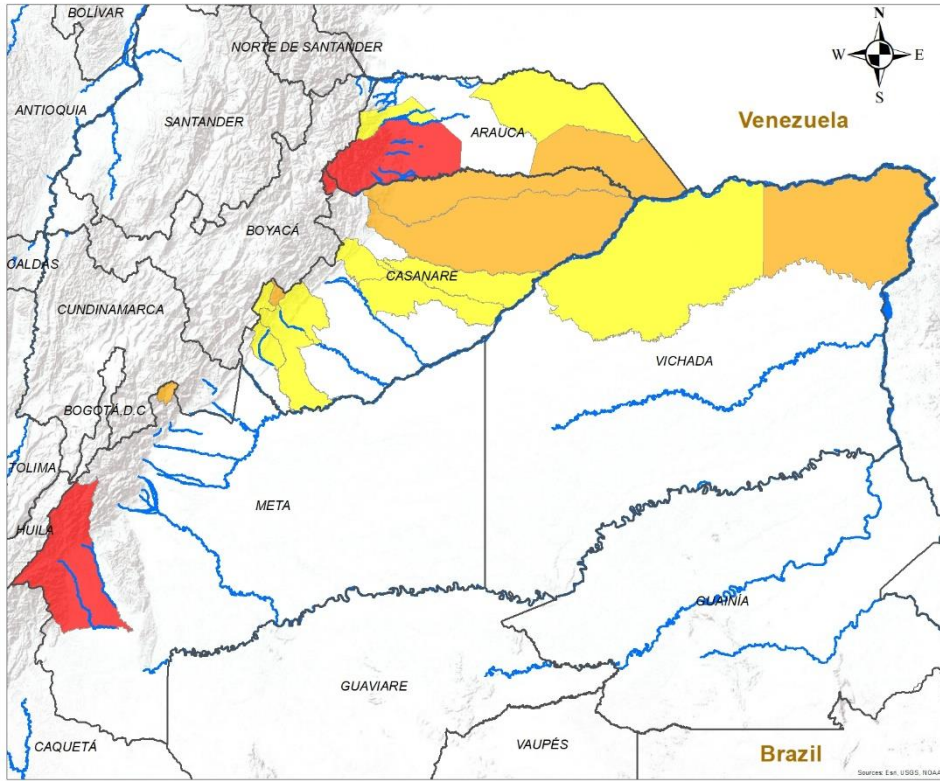 BOLÍVAR
NORTE DE SANTANDER
N
W
E
S
ANTIOQUIA
SANTANDER
ARAUCA
Venezuela
BOYACÁ
CALDAS
CASANARE
CUNDINAMARCA
VICHADA
BOGOTÁ D.C
TOLIMA
META
HUILA
GUAINÍA
GUAVIARE
CAQUETÁ
VAUPÉS
Brazil
Sources: Esri, USGS, NOAA